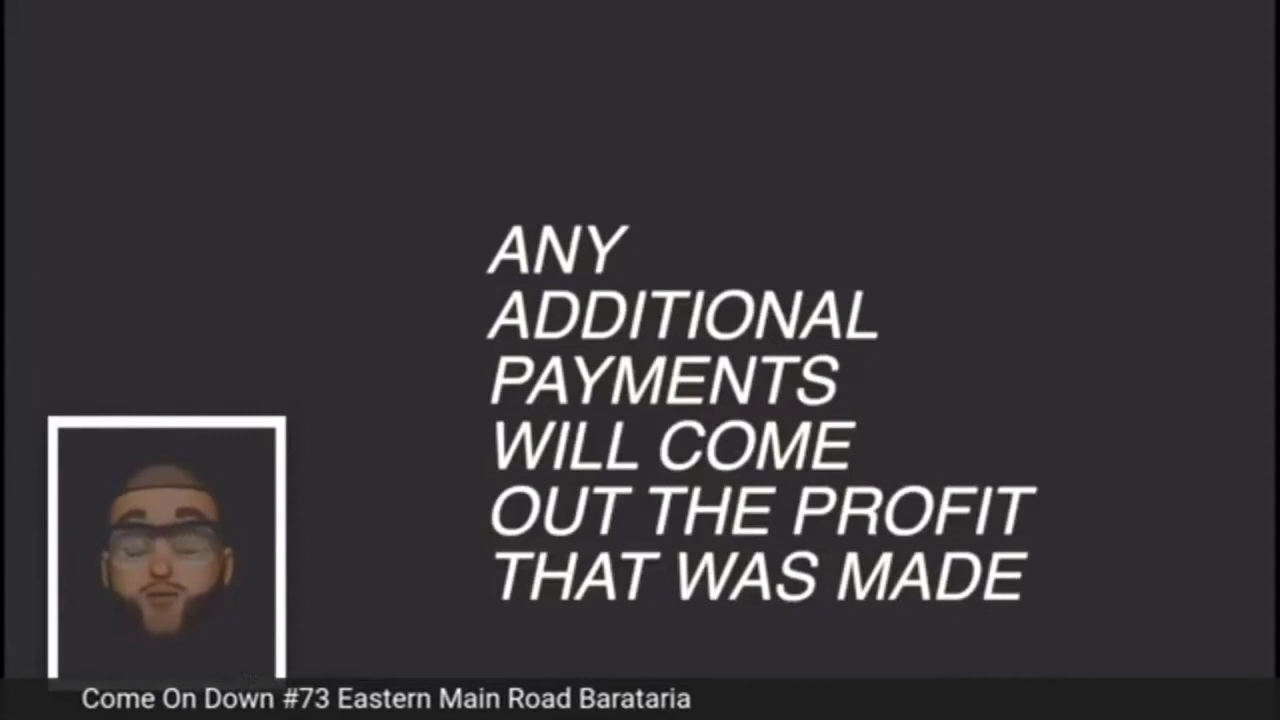 ANY
ADDITIONAL
PAYMENTS
WILL COME
OUT THE PROFIT
THAT WAS MADE
Come On Down #73 Eastern Main Road Barataria